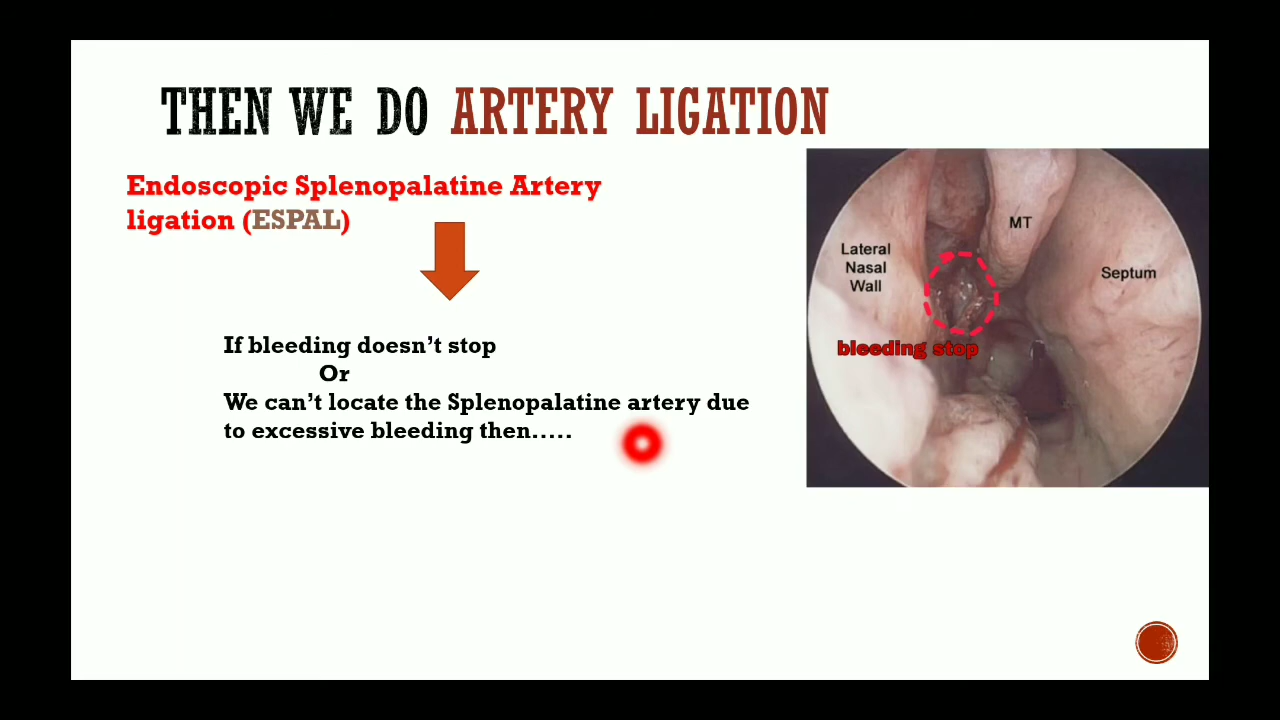 THEN WE DO ARTERY LIGATION
Endoscopic Splenopalatine Artery
ligation (ESPAL)
If bleeding doesn’t stop
Or
We can’t locate the Splenopalatine artery due
to excessive bleeding then.....
MT
Lateral
Nasal
Wall
Septum
bleeding stop